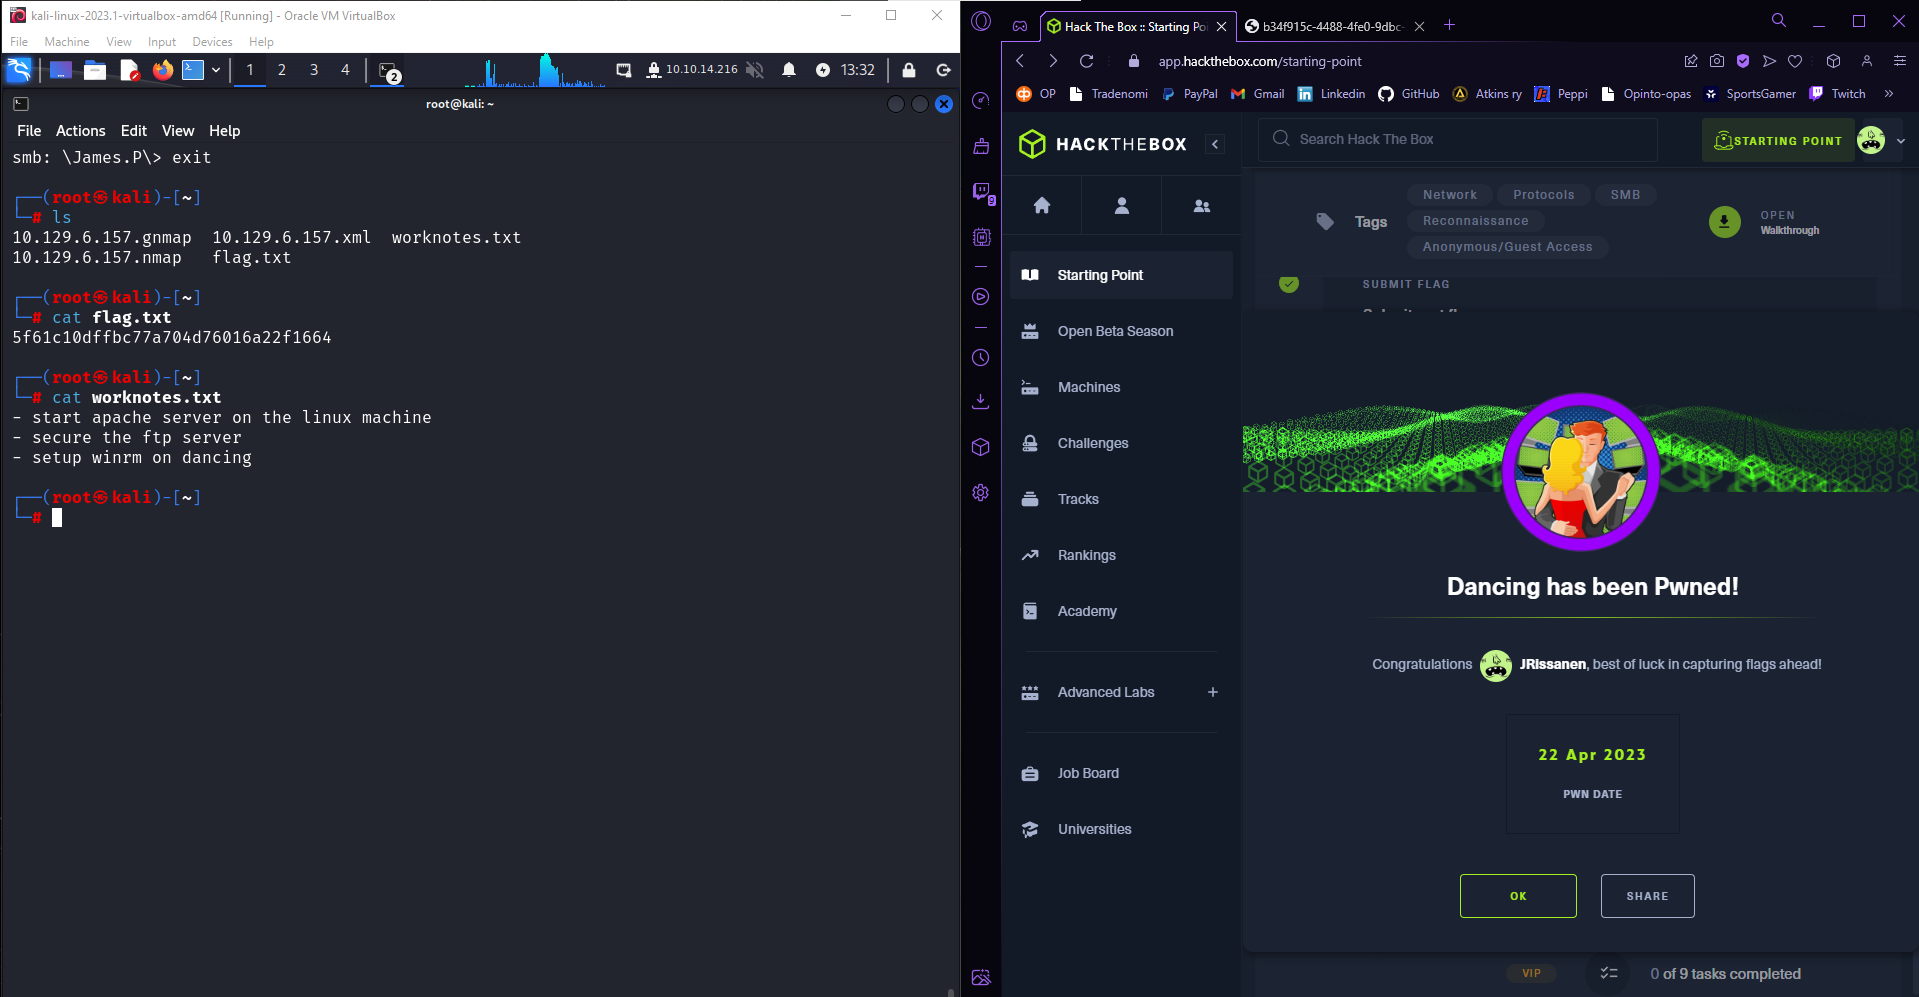 kali-linux-2023.1-virtualbox-amd64 [Running] - Oracle VM VirtualBox
File Machine View Input Devices Help
1 2 3 4 2 10.10.14.216 13:32
root@kali: ~
File Actions Edit View Help
smb: \James.P\> exit
┌──(root㉿kali)-[~]
└─# ls
10.129.6.157.gnmap 10.129.6.157.xml worknotes.txt
10.129.6.157.nmap flag.txt
┌──(root㉿kali)-[~]
└─# cat flag.txt
5f61c10dffbc77a704d76016a22f1664
┌──(root㉿kali)-[~]
└─# cat worknotes.txt
- start apache server on the linux machine
- secure the ftp server
- setup winrm on dancing
┌──(root㉿kali)-[~]
└─#
Hack The Box :: Starting Poi
b34f915c-4488-4fe0-9dbc-
app.hackthebox.com/starting-point
OP Tradenomi PayPal Gmail Linkedin GitHub Atkins ry Peppi Opinto-opas SportsGamer Twitch »
9
HACKTHEBOX
Search Hack The Box
STARTING POINT
Network Protocols SMB
Tags
Reconnaissance
Anonymous/Guest Access
OPEN
Walkthrough
SUBMIT FLAG
Starting Point
Open Beta Season
Machines
Challenges
Tracks
Rankings
Academy
Advanced Labs +
Job Board
Universities
Dancing has been Pwned!
Congratulations JRissanen, best of luck in capturing flags ahead!
22 Apr 2023
PWN DATE
OK
SHARE
VIP
0 of 9 tasks completed